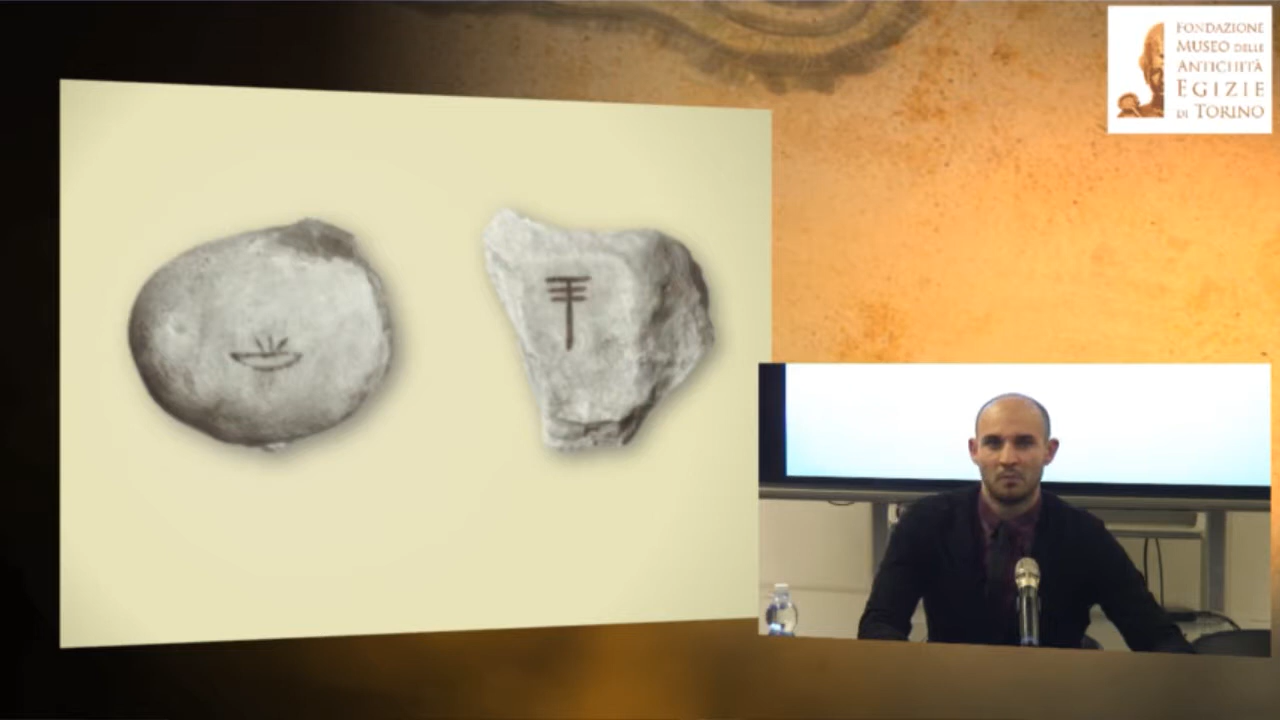 FONDAZIONE
MUSEO DELLE
ANTICHITÀ
EGIZIE
DI TORINO